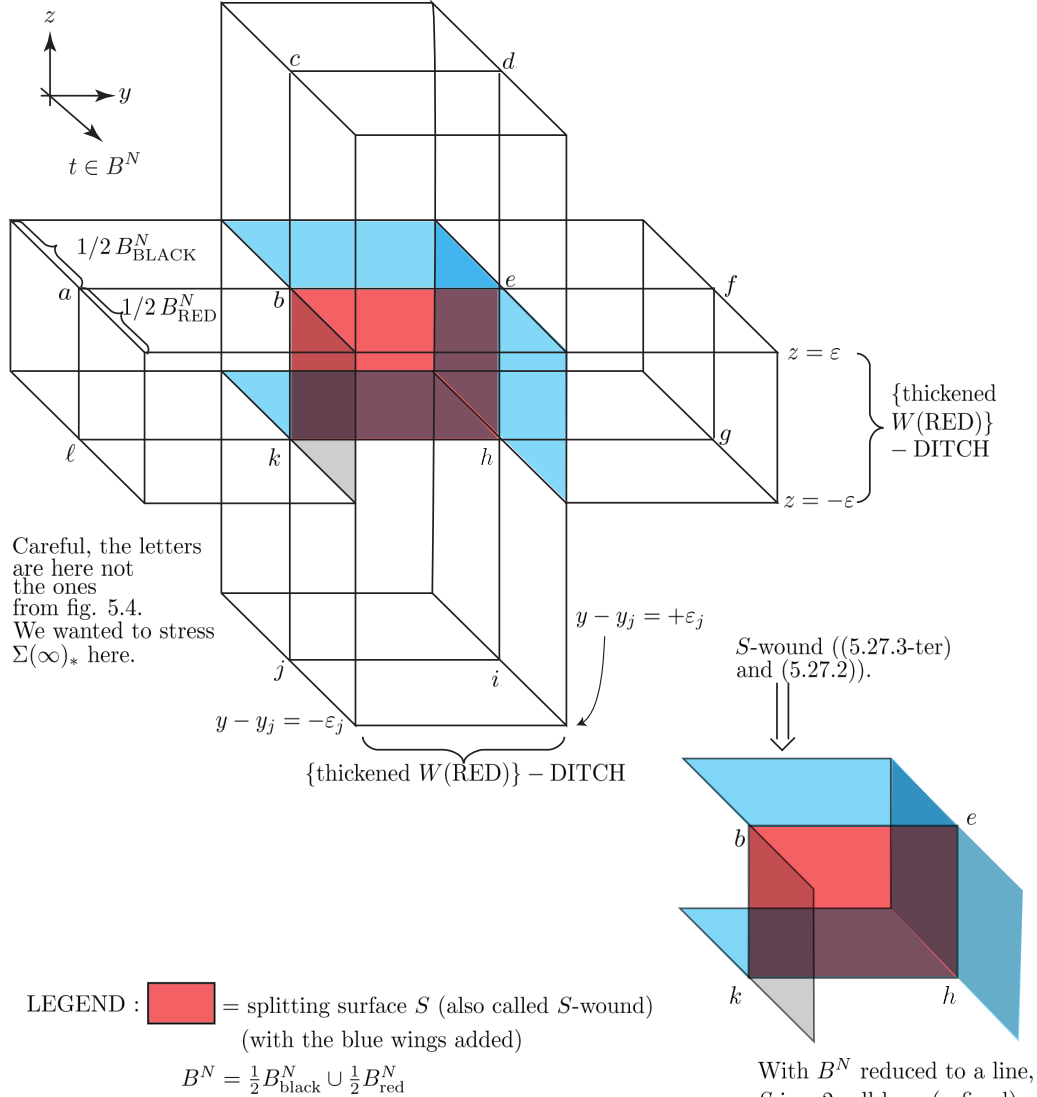 z
y
t ∈ B^N
c
d
1/2 B^N_BLACK
a
1/2 B^N_RED
b
e
f
z = ε
{thickened
W(RED)}
− DITCH
ℓ
k
h
g
z = −ε
Careful, the letters
are here not
the ones
from fig. 5.4.
We wanted to stress
Σ(∞)_* here.
y − y_j = +ε_j
j
i
y − y_j = −ε_j
{thickened W(RED)} − DITCH
S-wound ((5.27.3-ter)
and (5.27.2)).
b
e
k
h
LEGEND : = splitting surface S (also called S-wound)
(with the blue wings added)
B^N = ½B^N_black ∪ ½B^N_red
With B^N reduced to a line,